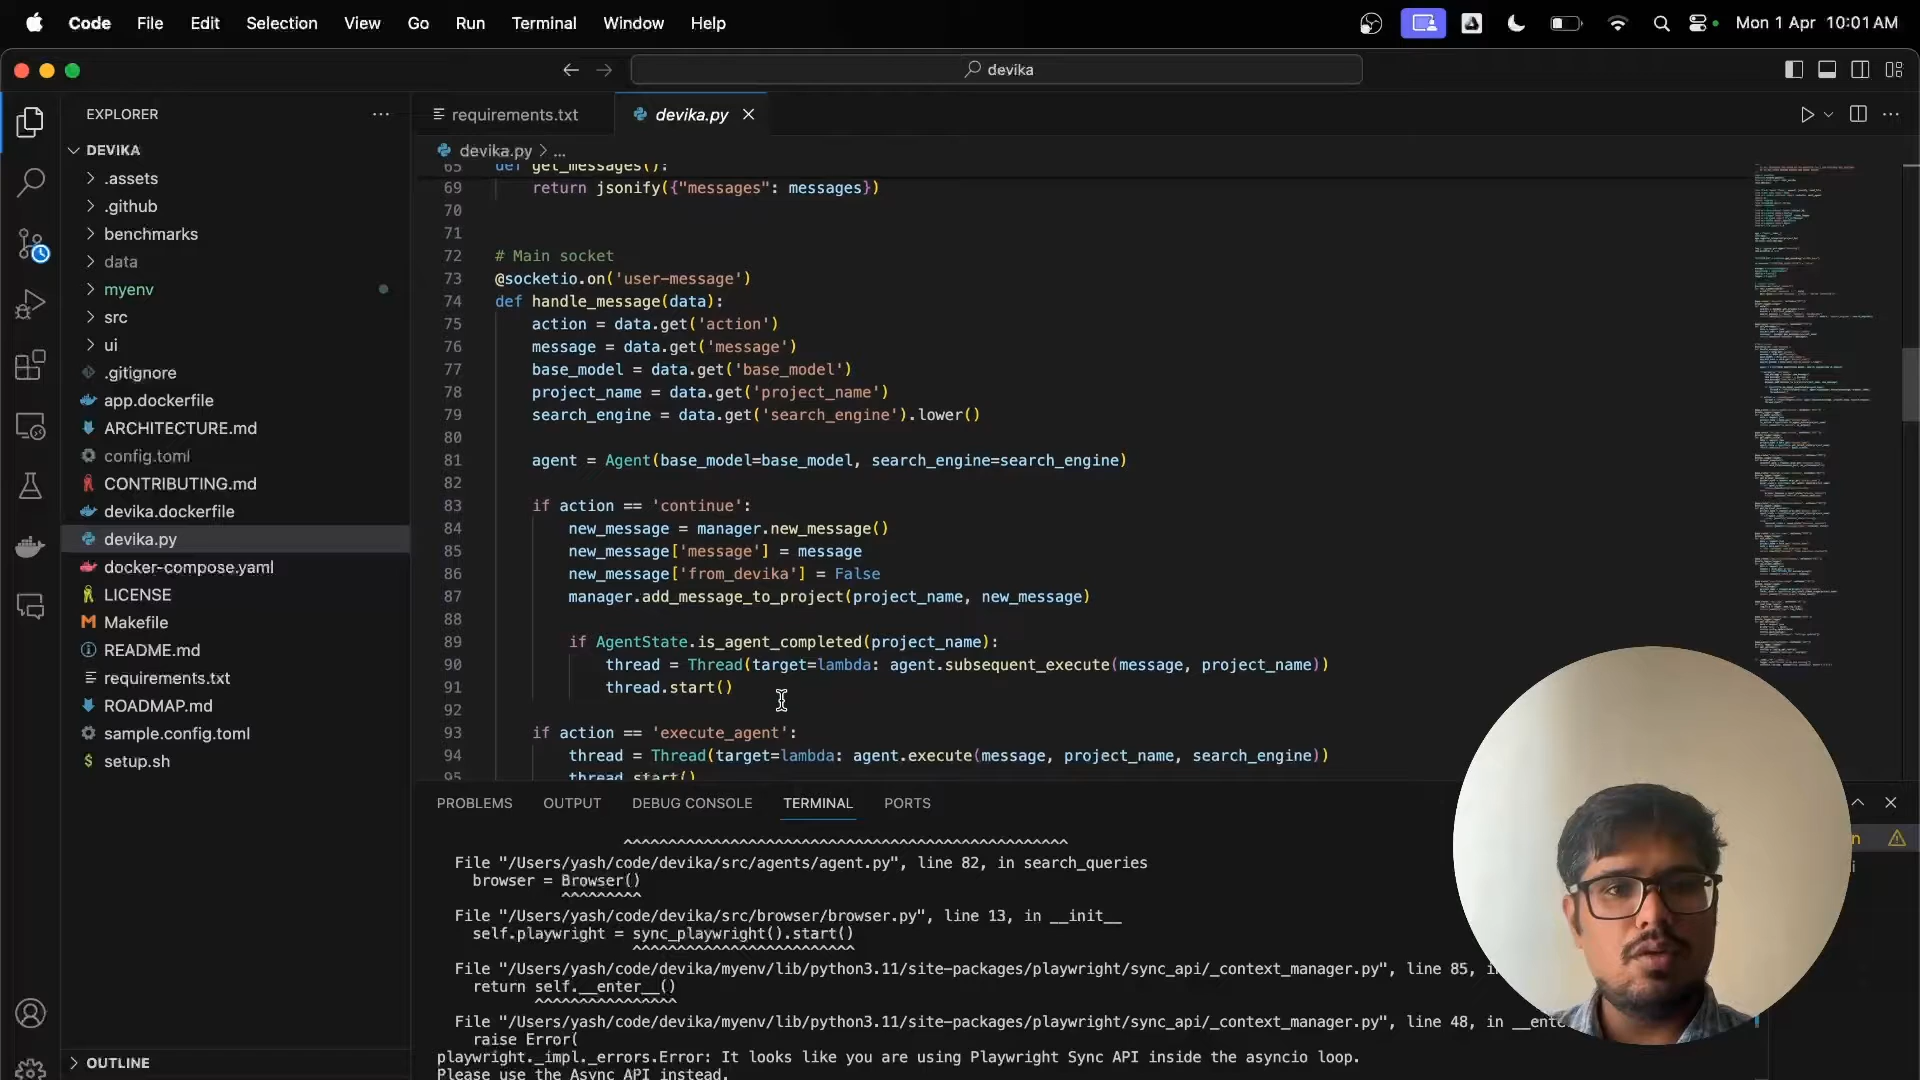 Code File Edit Selection View Go Run Terminal Window Help
Mon 1 Apr 10:01 AM
devika
EXPLORER
DEVIKA
.assets
.github
benchmarks
data
myenv
src
ui
.gitignore
app.dockerfile
ARCHITECTURE.md
config.toml
CONTRIBUTING.md
devika.dockerfile
devika.py
docker-compose.yaml
LICENSE
Makefile
README.md
requirements.txt
ROADMAP.md
sample.config.toml
setup.sh
OUTLINE
requirements.txt devika.py
devika.py > ...
65 def get_messages():
69 return jsonify({"messages": messages})
70
71
72 # Main socket
73 @socketio.on('user-message')
74 def handle_message(data):
75 action = data.get('action')
76 message = data.get('message')
77 base_model = data.get('base_model')
78 project_name = data.get('project_name')
79 search_engine = data.get('search_engine').lower()
80
81 agent = Agent(base_model=base_model, search_engine=search_engine)
82
83 if action == 'continue':
84 new_message = manager.new_message()
85 new_message['message'] = message
86 new_message['from_devika'] = False
87 manager.add_message_to_project(project_name, new_message)
88
89 if AgentState.is_agent_completed(project_name):
90 thread = Thread(target=lambda: agent.subsequent_execute(message, project_name))
91 thread.start()
92
93 if action == 'execute_agent':
94 thread = Thread(target=lambda: agent.execute(message, project_name, search_engine))
95 thread.start()
PROBLEMS OUTPUT DEBUG CONSOLE TERMINAL PORTS
^^^^^^^^^^^^^^^^^^^^^^^^^^^^^^^^^^^^^^^^^^^^^^^^^
File "/Users/yash/code/devika/src/agents/agent.py", line 82, in search_queries
browser = Browser()
^^^^^^^^^
File "/Users/yash/code/devika/src/browser/browser.py", line 13, in __init__
self.playwright = sync_playwright().start()
^^^^^^^^^^^^^^^^^^^^^^^^^
File "/Users/yash/code/devika/myenv/lib/python3.11/site-packages/playwright/sync_api/_context_manager.py", line 85, i
return self.__enter__()
^^^^^^^^^^^^^^^^
File "/Users/yash/code/devika/myenv/lib/python3.11/site-packages/playwright/sync_api/_context_manager.py", line 48, in __ente
raise Error(
playwright._impl._errors.Error: It looks like you are using Playwright Sync API inside the asyncio loop.
Please use the Async API instead.